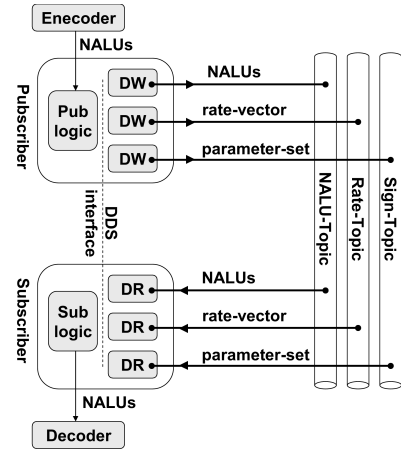 Enecoder
NALUs
Pubscriber
Pub
logic
DW
DW
DW
NALUs
rate-vector
parameter-set
NALU-Topic
Rate-Topic
Sign-Topic
DDS
interface
Subscriber
Sub
logic
DR
DR
DR
NALUs
rate-vector
parameter-set
NALUs
Decoder